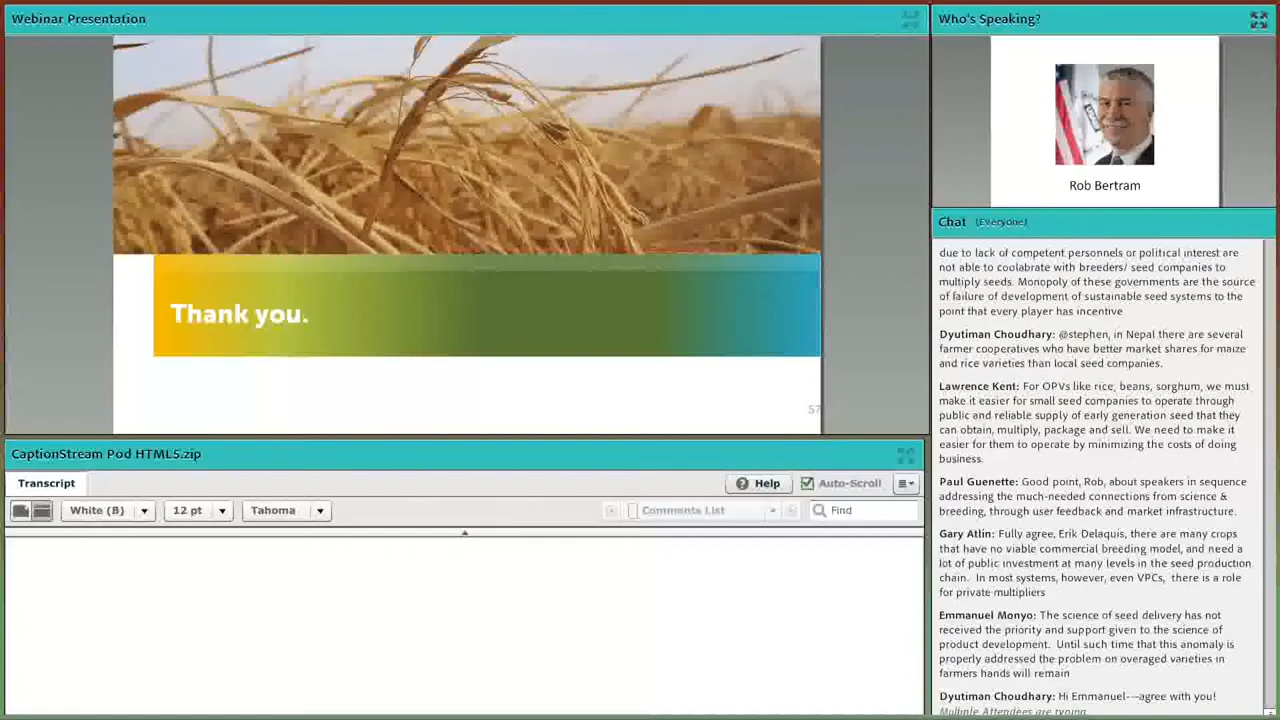 Webinar Presentation
Thank you.
57
CaptionStream Pod HTML5.zip
Transcript
Help
Auto-Scroll
White (B)
12 pt
Tahoma
Comments List
Find
Who's Speaking?
Rob Bertram
Chat (Everyone)
due to lack of competent personnels or political interest are
not able to coolabrate with breeders/ seed companies to
multiply seeds. Monopoly of these governments are the source
of failure of development of sustainable seed systems to the
point that every player has incentive
Dyutiman Choudhary: @stephen, in Nepal there are several
farmer cooperatives who have better market shares for maize
and rice varieties than local seed companies.
Lawrence Kent: For OPVs like rice, beans, sorghum, we must
make it easier for small seed companies to operate through
public and reliable supply of early generation seed that they
can obtain, multiply, package and sell. We need to make it
easier for them to operate by minimizing the costs of doing
business.
Paul Guenette: Good point, Rob, about speakers in sequence
addressing the much-needed connections from science &
breeding, through user feedback and market infrastructure.
Gary Atlin: Fully agree, Erik Delaquis, there are many crops
that have no viable commercial breeding model, and need a
lot of public investment at many levels in the seed production
chain. In most systems, however, even VPCs, there is a role
for private multipliers
Emmanuel Monyo: The science of seed delivery has not
received the priority and support given to the science of
product development. Until such time that this anomaly is
properly addressed the problem on overaged varieties in
farmers hands will remain
Dyutiman Choudhary: Hi Emmanuel---agree with you!
Multiple Attendees are typing